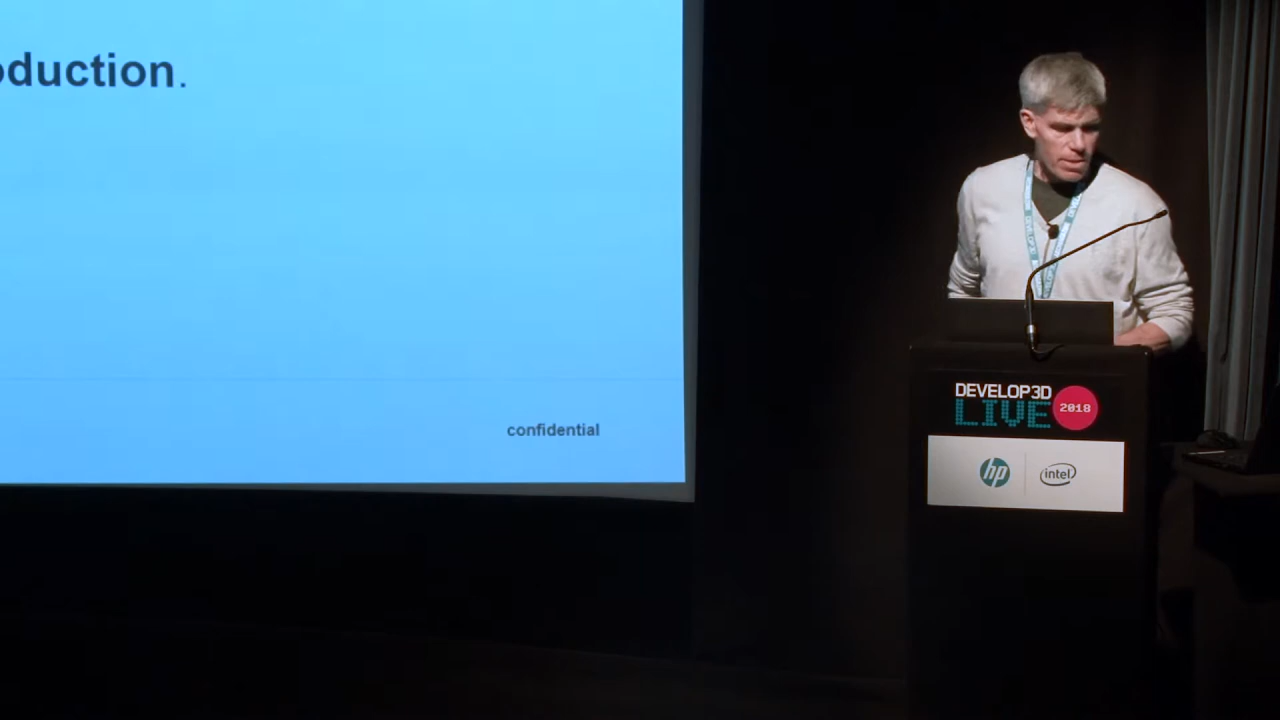 oduction.
confidential
DEVELOP3D
LIVE
2018
hp
intel